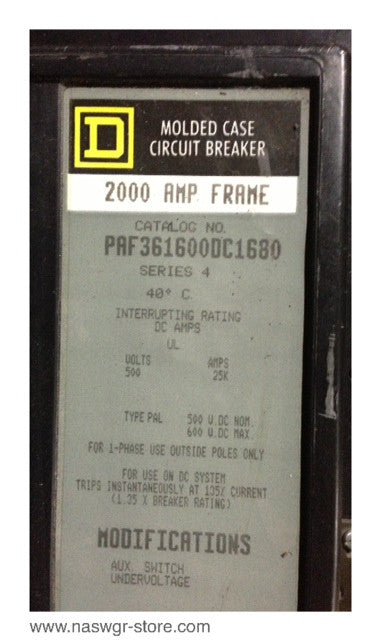 D
MOLDED CASE
CIRCUIT BREAKER
2000 AMP FRAME
CATALOG NO.
PAF361600DC1680
SERIES 4
40° C.
INTERRUPTING RATING
DC AMPS
UL
VOLTS AMPS
500 25K
TYPE PAL 500 V.DC NOM.
600 V.DC MAX.
FOR 1-PHASE USE OUTSIDE POLES ONLY
FOR USE ON DC SYSTEM
TRIPS INSTANTANEOUSLY AT 135% CURRENT
(1.35 X BREAKER RATING)
MODIFICATIONS
AUX. SWITCH
UNDERVOLTAGE
www.naswgr-store.com